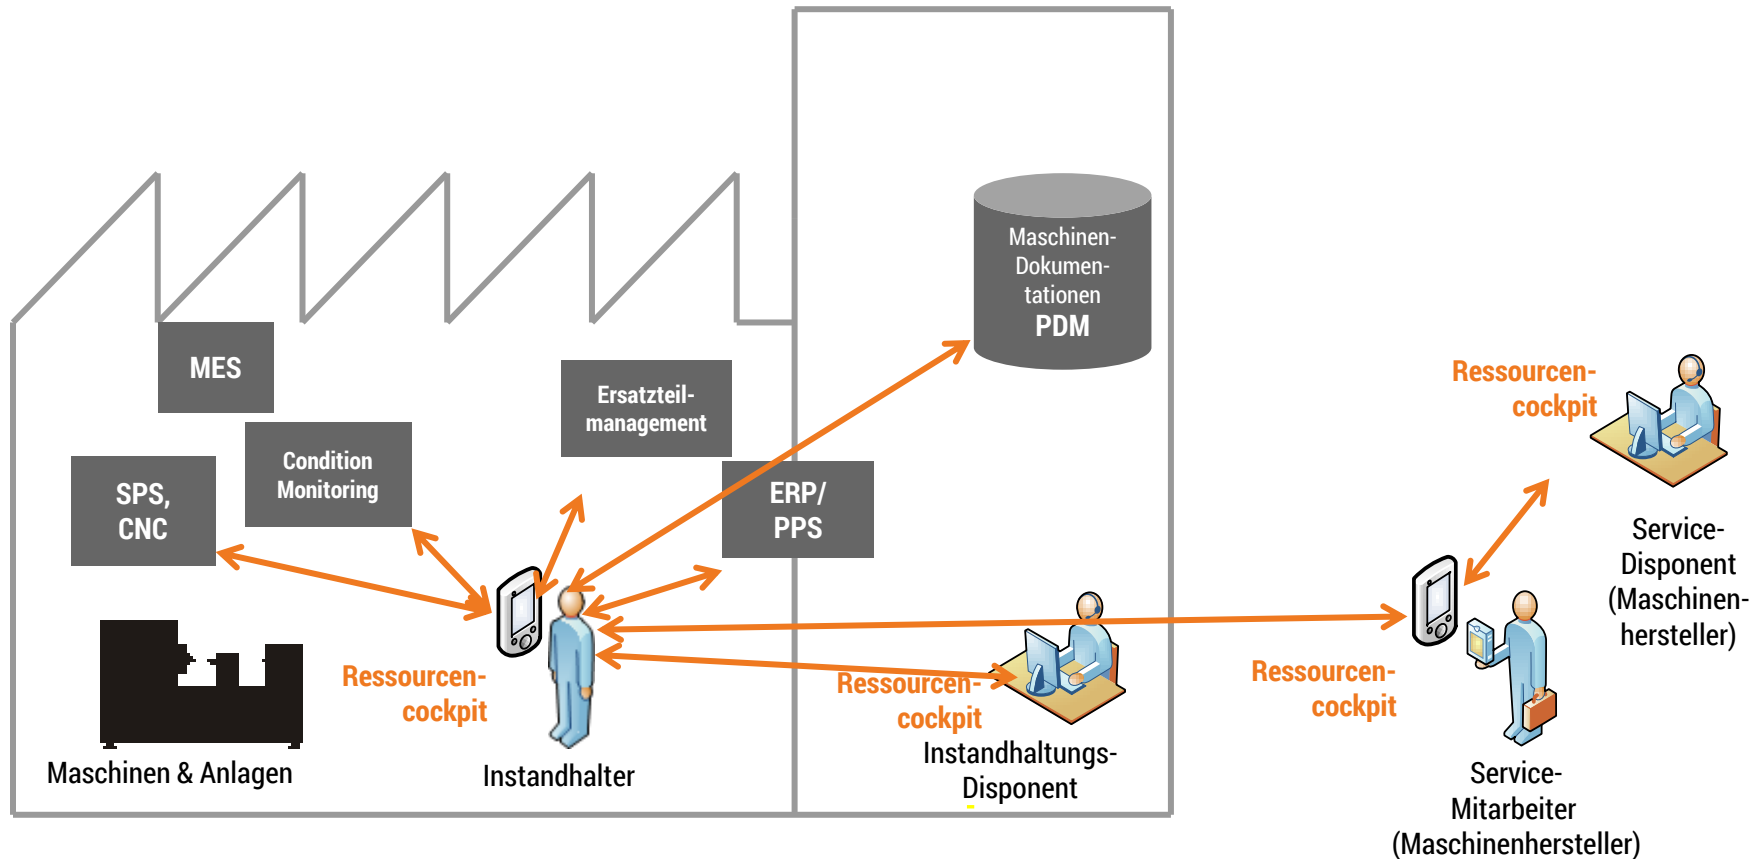 Maschinen-
Dokumen-
tationen
PDM
MES
Ersatzteil-
management
Condition
Monitoring
SPS,
CNC
ERP/
PPS
Ressourcen-
cockpit
Service-
Disponent
(Maschinen-
hersteller)
Ressourcen-
cockpit
Maschinen & Anlagen
Instandhalter
Ressourcen-
cockpit
Instandhaltungs-
Disponent
Ressourcen-
cockpit
Service-
Mitarbeiter
(Maschinenhersteller)